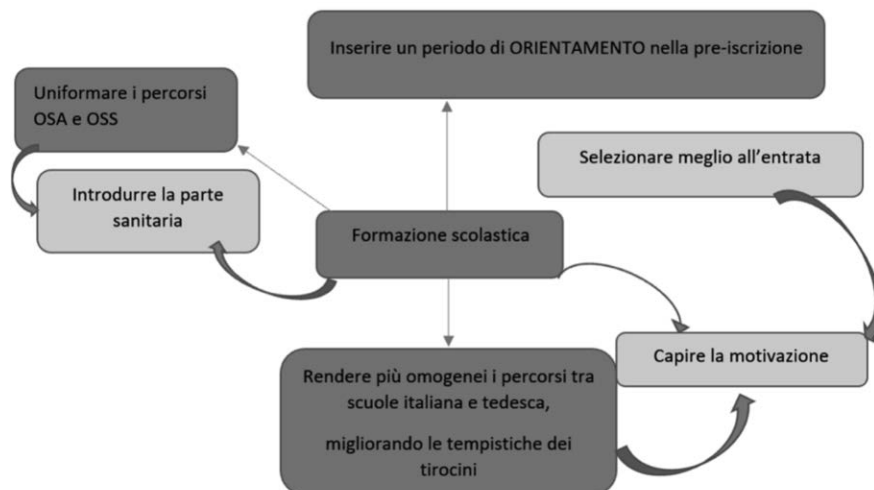 Inserire un periodo di ORIENTAMENTO nella pre-iscrizione
Uniformare i percorsi
OSA e OSS
Selezionare meglio all'entrata
Introdurre la parte
sanitaria
Formazione scolastica
Capire la motivazione
Rendere più omogenei i percorsi tra
scuole italiana e tedesca,
migliorando le tempistiche dei
tirocini